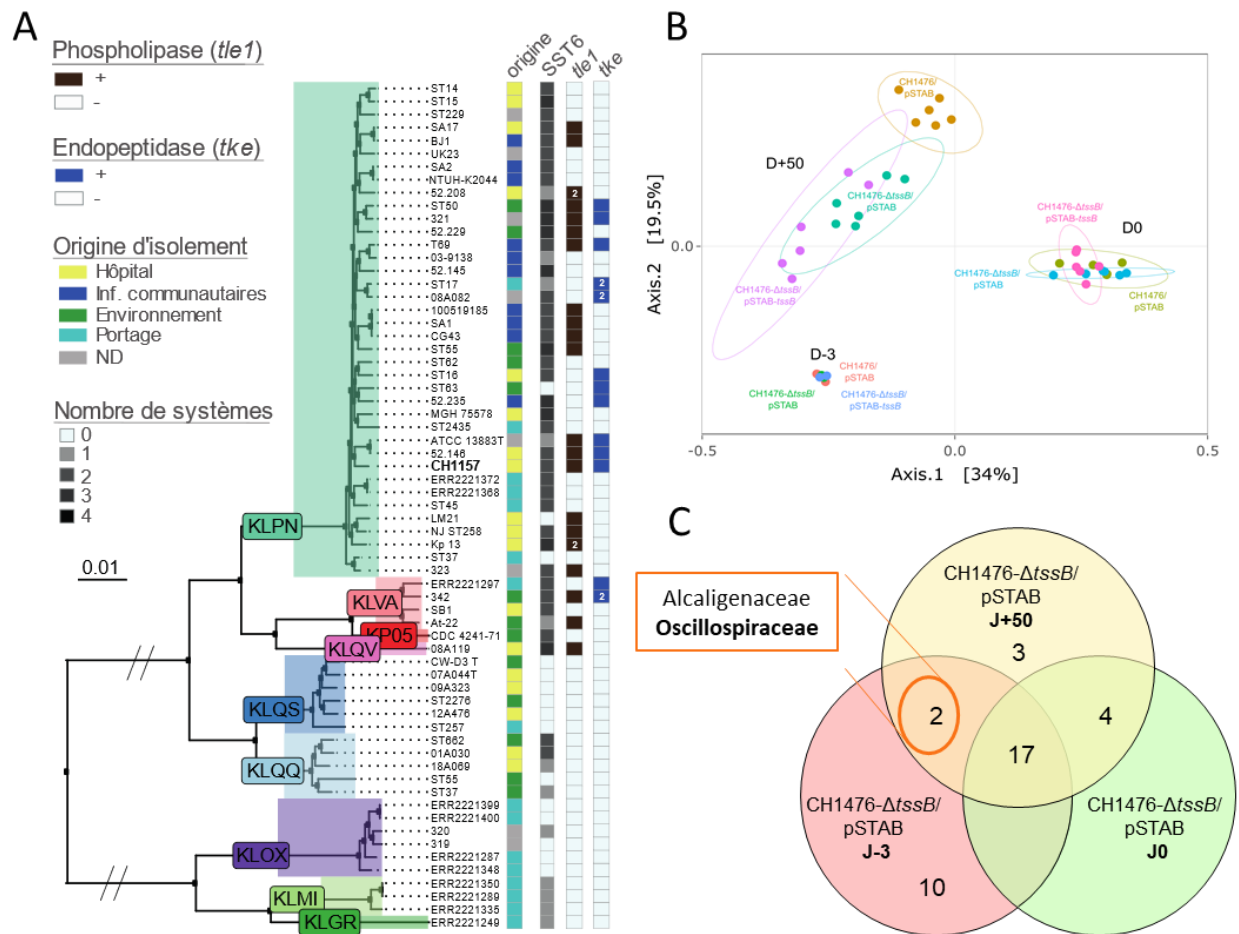 A
Phospholipase (tle1)
+
-
Endopeptidase (tke)
+
-
Origine d'isolement
Hôpital
Inf. communautaires
Environnement
Portage
ND
Nombre de systèmes
0
1
2
3
4
0.01
origine
SST6
tle1
tke
ST14
ST15
ST229
SA17
BJ1
UK23
SA2
NTUH-K2044
52.208
2
ST50
321
52.229
T69
03-9138
52.145
ST17
2
08A082
2
100519185
SA1
CG43
ST55
ST62
ST16
ST63
52.235
MGH 75578
ST2435
ATCC 13883T
52.146
CH1157
ERR2221372
ERR2221368
ST45
LM21
NJ ST258
Kp 13
2
ST37
323
ERR2221297
342
2
SB1
At-22
CDC 4241-71
08A119
CW-D3 T
07A044T
09A323
ST2276
12A476
ST257
ST662
01A030
18A069
ST55
ST37
ERR2221399
ERR2221400
320
319
ERR2221287
ERR2221348
ERR2221350
ERR2221289
ERR2221335
ERR2221249
KLPN
KLVA
KP05
KLQV
KLQS
KLQQ
KLOX
KLMI
KLGR
B
CH1476/
pSTAB
D+50
CH1476-ΔtssB/
pSTAB
CH1476-ΔtssB/
pSTAB-tssB
CH1476-ΔtssB/
pSTAB-tssB
D0
CH1476-ΔtssB/
pSTAB
CH1476/
pSTAB
D-3
CH1476/
pSTAB
CH1476-ΔtssB/
pSTAB
CH1476-ΔtssB/
pSTAB-tssB
Axis.2 [19.5%]
0.0
-0.5
0.0
0.5
Axis.1 [34%]
C
Alcaligenaceae
Oscillospiraceae
CH1476-ΔtssB/
pSTAB
J+50
3
2
4
17
CH1476-ΔtssB/
pSTAB
J-3
10
CH1476-ΔtssB/
pSTAB
J0